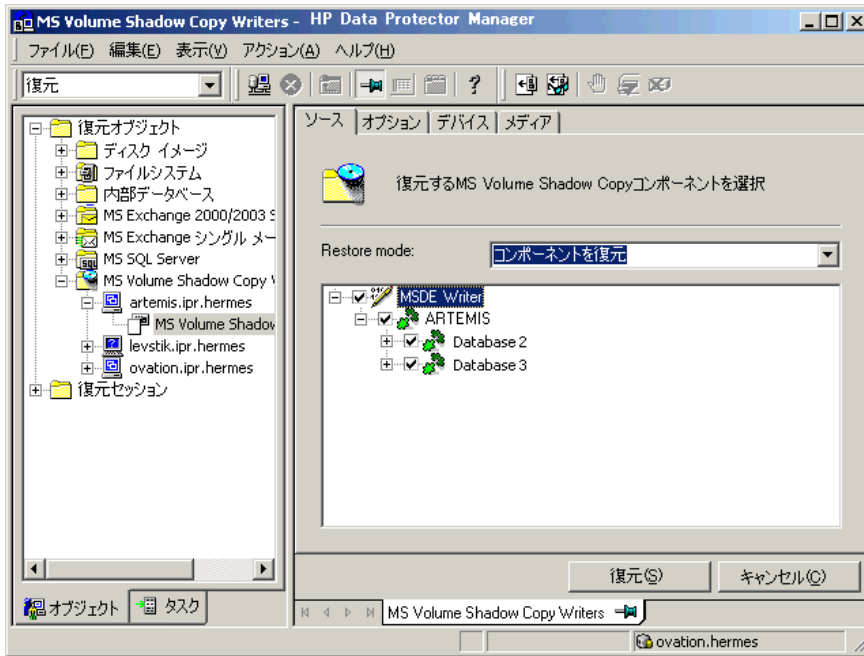 MS Volume Shadow Copy Writers - HP Data Protector Manager
ファイル(F) 編集(E) 表示(V) アクション(A) ヘルプ(H)
復元
復元オブジェクト
ディスク イメージ
ファイルシステム
内部データベース
MS Exchange 2000/2003 S
MS Exchange シングル メー
MS SQL Server
MS Volume Shadow Copy
artemis.ipr.hermes
MS Volume Shadow
levstik.ipr.hermes
ovation.ipr.hermes
復元セッション
オブジェクト タスク
ソース オプション デバイス メディア
復元するMS Volume Shadow Copyコンポーネントを選択
Restore mode: コンポーネントを復元
MSDE Writer
ARTEMIS
Database 2
Database 3
復元(S) キャンセル(C)
MS Volume Shadow Copy Writers
ovation.hermes